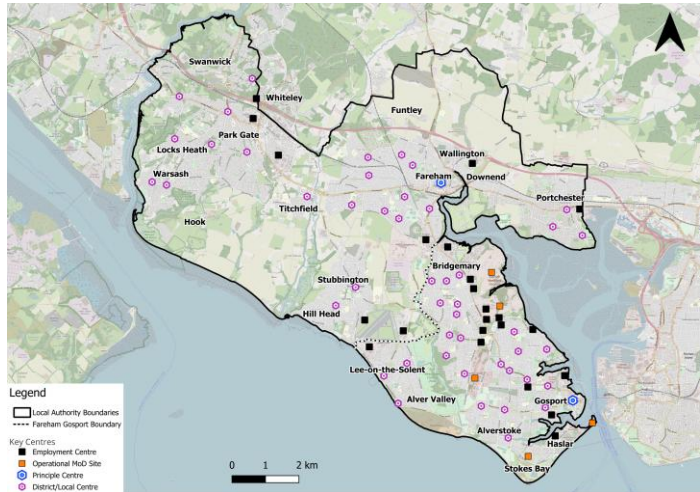 Swanwick
Whiteley
Funtley
Park Gate
Locks Heath
Wallington
Warsash
Fareham
Downend
Portchester
Titchfield
Hook
Bridgemary
Stubbington
Hill Head
Lee-on-the-Solent
Alver Valley
Gosport
Alverstoke
Haslar
Stokes Bay
Legend
Local Authority Boundaries
Fareham Gosport Boundary
Key Centres
Employment Centre
Operational MoD Site
Principle Centre
District/Local Centre
0 1 2 km